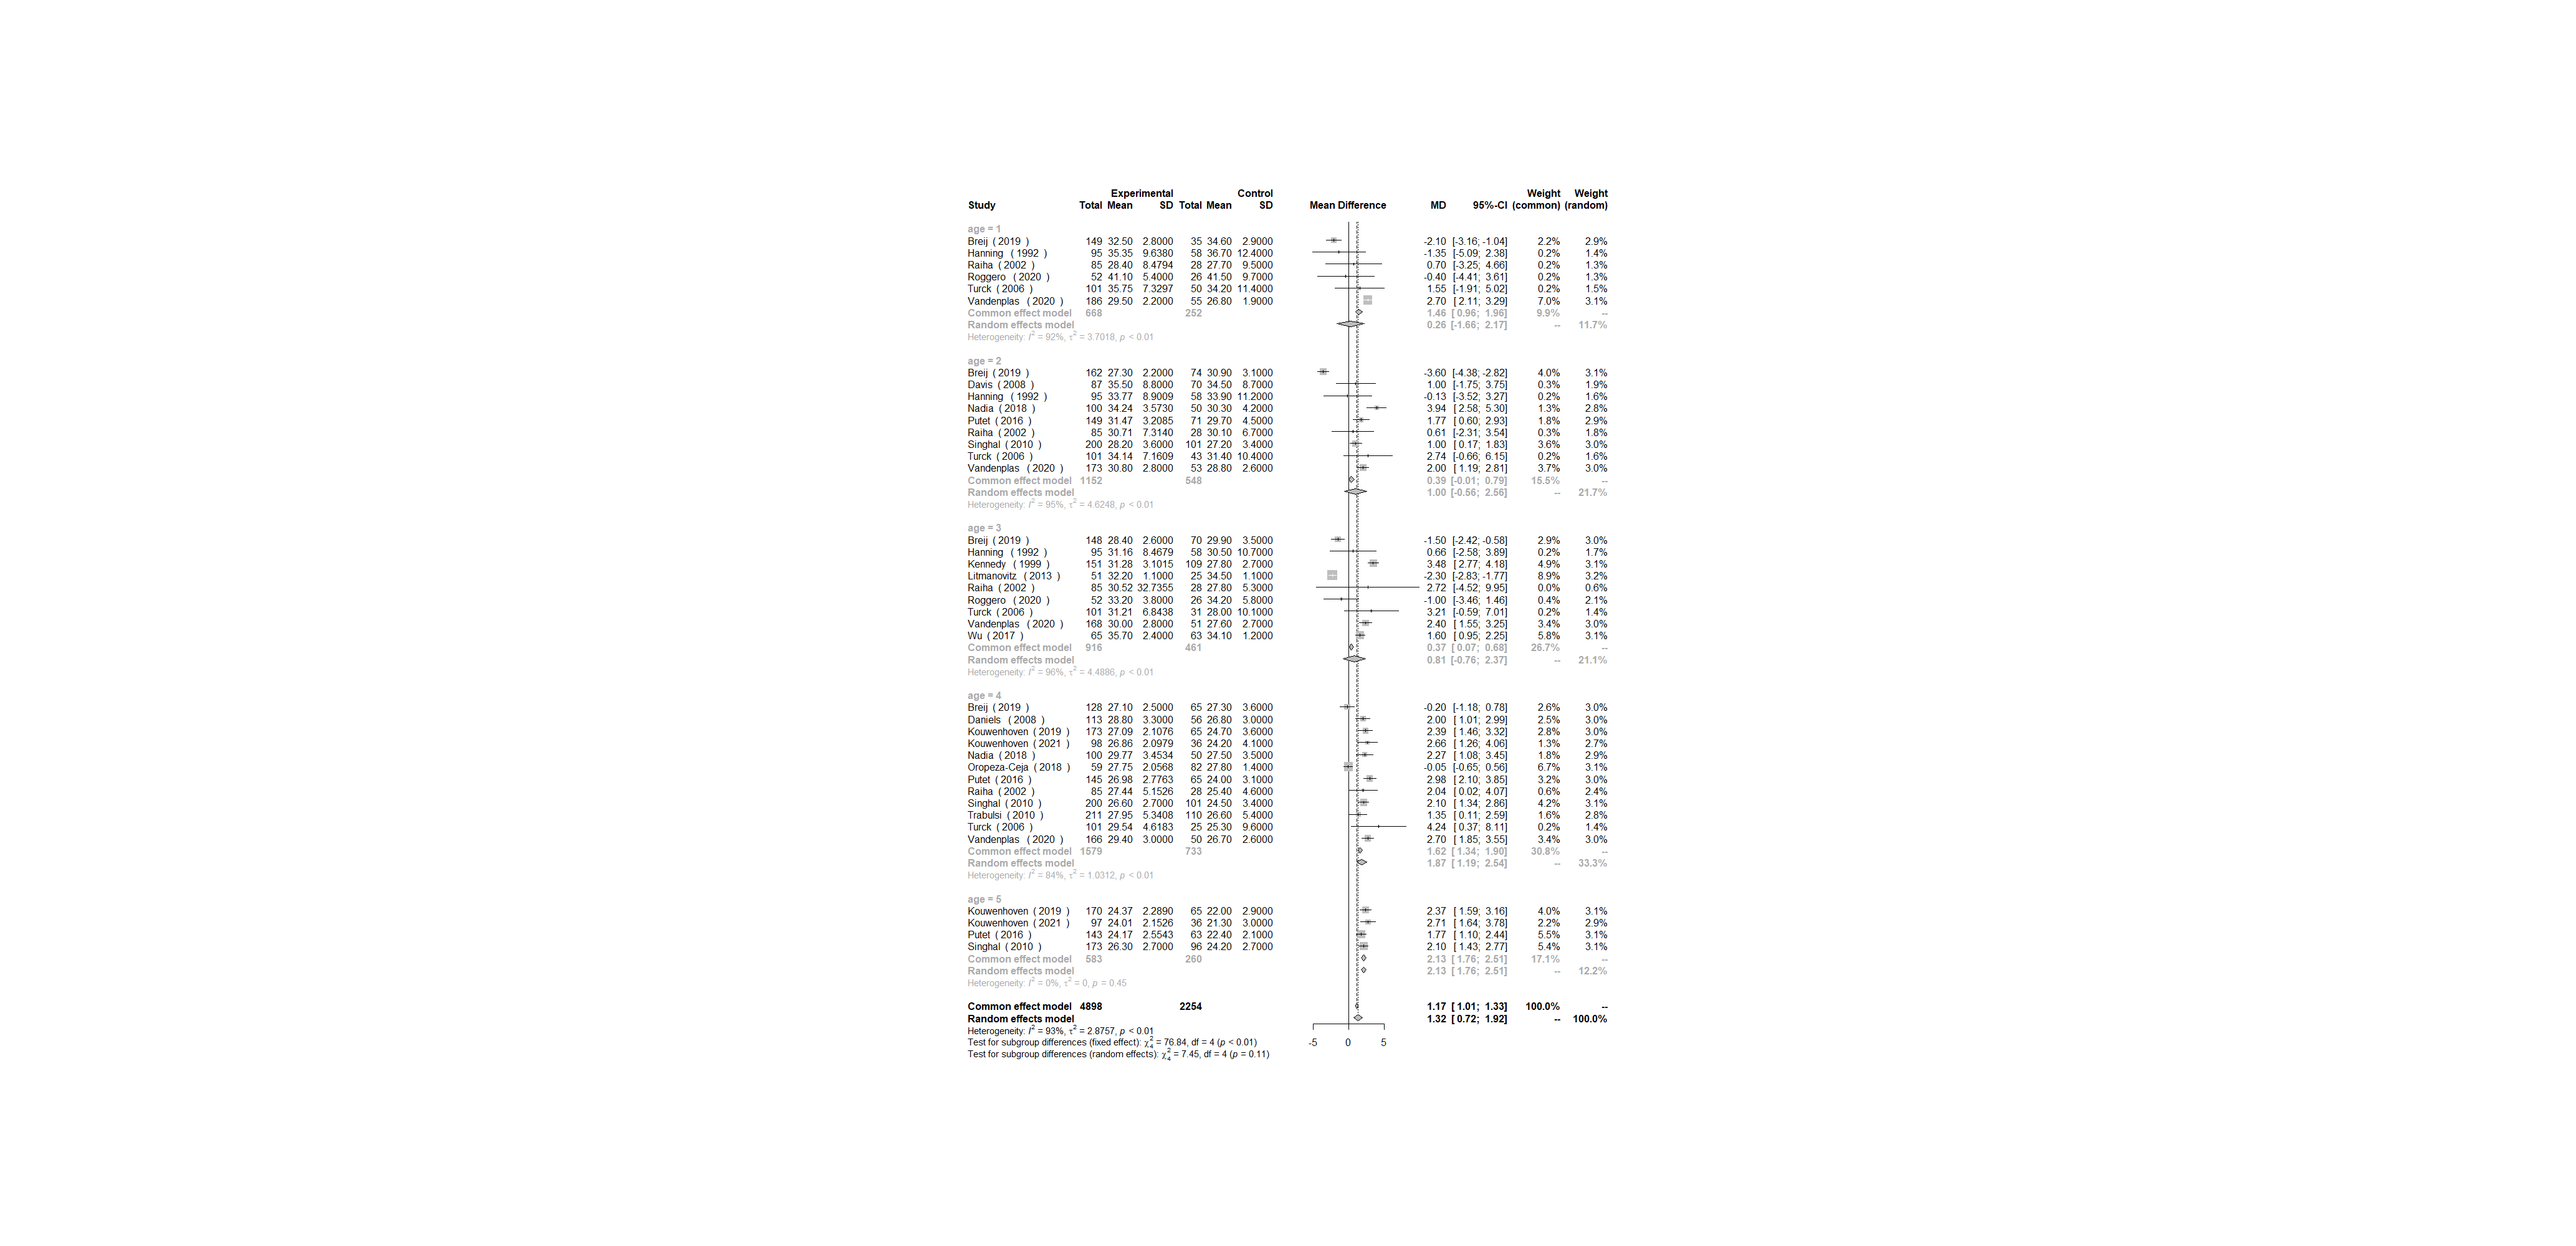 Experimental Control Weight Weight
Study Total Mean SD Total Mean SD Mean Difference MD 95%-CI (common) (random)
age = 1
Breij ( 2019 ) 149 32.50 2.8000 35 34.60 2.9000 -2.10 [-3.16; -1.04] 2.2% 2.9%
Hanning ( 1992 ) 95 35.35 9.6380 58 36.70 12.4000 -1.35 [-5.09; 2.38] 0.2% 1.4%
Raiha ( 2002 ) 85 28.40 8.4794 28 27.70 9.5000 0.70 [-3.25; 4.66] 0.2% 1.3%
Roggero ( 2020 ) 52 41.10 5.4000 26 41.50 9.7000 -0.40 [-4.41; 3.61] 0.2% 1.3%
Turck ( 2006 ) 101 35.75 7.3297 50 34.20 11.4000 1.55 [-1.91; 5.02] 0.2% 1.5%
Vandenplas ( 2020 ) 186 29.50 2.2000 55 26.80 1.9000 2.70 [ 2.11; 3.29] 7.0% 3.1%
Common effect model 668 252 1.46 [ 0.96; 1.96] 9.9% --
Random effects model 0.26 [-1.66; 2.17] -- 11.7%
Heterogeneity: I² = 92%, τ² = 3.7018, p < 0.01
age = 2
Breij ( 2019 ) 162 27.30 2.2000 74 30.90 3.1000 -3.60 [-4.38; -2.82] 4.0% 3.1%
Davis ( 2008 ) 87 35.50 8.8000 70 34.50 8.7000 1.00 [-1.75; 3.75] 0.3% 1.9%
Hanning ( 1992 ) 95 33.77 8.9009 58 33.90 11.2000 -0.13 [-3.52; 3.27] 0.2% 1.6%
Nadia ( 2018 ) 100 34.24 3.5730 50 30.30 4.2000 3.94 [ 2.58; 5.30] 1.3% 2.8%
Putet ( 2016 ) 149 31.47 3.2085 71 29.70 4.5000 1.77 [ 0.60; 2.93] 1.8% 2.9%
Raiha ( 2002 ) 85 30.71 7.3140 28 30.10 6.7000 0.61 [-2.31; 3.54] 0.3% 1.8%
Singhal ( 2010 ) 200 28.20 3.6000 101 27.20 3.4000 1.00 [ 0.17; 1.83] 3.6% 3.0%
Turck ( 2006 ) 101 34.14 7.1609 43 31.40 10.4000 2.74 [-0.66; 6.15] 0.2% 1.6%
Vandenplas ( 2020 ) 173 30.80 2.8000 53 28.80 2.6000 2.00 [ 1.19; 2.81] 3.7% 3.0%
Common effect model 1152 548 0.39 [-0.01; 0.79] 15.5% --
Random effects model 1.00 [-0.56; 2.56] -- 21.7%
Heterogeneity: I² = 95%, τ² = 4.6248, p < 0.01
age = 3
Breij ( 2019 ) 148 28.40 2.6000 70 29.90 3.5000 -1.50 [-2.42; -0.58] 2.9% 3.0%
Hanning ( 1992 ) 95 31.16 8.4679 58 30.50 10.7000 0.66 [-2.58; 3.89] 0.2% 1.7%
Kennedy ( 1999 ) 151 31.28 3.1015 109 27.80 2.7000 3.48 [ 2.77; 4.18] 4.9% 3.1%
Litmanovitz ( 2013 ) 51 32.20 1.1000 25 34.50 1.1000 -2.30 [-2.83; -1.77] 8.9% 3.2%
Raiha ( 2002 ) 85 30.52 32.7355 28 27.80 5.3000 2.72 [-4.52; 9.95] 0.0% 0.6%
Roggero ( 2020 ) 52 33.20 3.8000 26 34.20 5.8000 -1.00 [-3.46; 1.46] 0.4% 2.1%
Turck ( 2006 ) 101 31.21 6.8438 31 28.00 10.1000 3.21 [-0.59; 7.01] 0.2% 1.4%
Vandenplas ( 2020 ) 168 30.00 2.8000 51 27.60 2.7000 2.40 [ 1.55; 3.25] 3.4% 3.0%
Wu ( 2017 ) 65 35.70 2.4000 63 34.10 1.2000 1.60 [ 0.95; 2.25] 5.8% 3.1%
Common effect model 916 461 0.37 [ 0.07; 0.68] 26.7% --
Random effects model 0.81 [-0.76; 2.37] -- 21.1%
Heterogeneity: I² = 96%, τ² = 4.4886, p < 0.01
age = 4
Breij ( 2019 ) 128 27.10 2.5000 65 27.30 3.6000 -0.20 [-1.18; 0.78] 2.6% 3.0%
Daniels ( 2008 ) 113 28.80 3.3000 56 26.80 3.0000 2.00 [ 1.01; 2.99] 2.5% 3.0%
Kouwenhoven ( 2019 ) 173 27.09 2.1076 65 24.70 3.6000 2.39 [ 1.46; 3.32] 2.8% 3.0%
Kouwenhoven ( 2021 ) 98 26.86 2.0979 36 24.20 4.1000 2.66 [ 1.26; 4.06] 1.3% 2.7%
Nadia ( 2018 ) 100 29.77 3.4534 50 27.50 3.5000 2.27 [ 1.08; 3.45] 1.8% 2.9%
Oropeza-Ceja ( 2018 ) 59 27.75 2.0568 82 27.80 1.4000 -0.05 [-0.65; 0.56] 6.7% 3.1%
Putet ( 2016 ) 145 26.98 2.7763 65 24.00 3.1000 2.98 [ 2.10; 3.85] 3.2% 3.0%
Raiha ( 2002 ) 85 27.44 5.1526 28 25.40 4.6000 2.04 [ 0.02; 4.07] 0.6% 2.4%
Singhal ( 2010 ) 200 26.60 2.7000 101 24.50 3.4000 2.10 [ 1.34; 2.86] 4.2% 3.1%
Trabulsi ( 2010 ) 211 27.95 5.3408 110 26.60 5.4000 1.35 [ 0.11; 2.59] 1.6% 2.8%
Turck ( 2006 ) 101 29.54 4.6183 25 25.30 9.6000 4.24 [ 0.37; 8.11] 0.2% 1.4%
Vandenplas ( 2020 ) 166 29.40 3.0000 50 26.70 2.6000 2.70 [ 1.85; 3.55] 3.4% 3.0%
Common effect model 1579 733 1.62 [ 1.34; 1.90] 30.8% --
Random effects model 1.87 [ 1.19; 2.54] -- 33.3%
Heterogeneity: I² = 84%, τ² = 1.0312, p < 0.01
age = 5
Kouwenhoven ( 2019 ) 170 24.37 2.2890 65 22.00 2.9000 2.37 [ 1.59; 3.16] 4.0% 3.1%
Kouwenhoven ( 2021 ) 97 24.01 2.1526 36 21.30 3.0000 2.71 [ 1.64; 3.78] 2.2% 2.9%
Putet ( 2016 ) 143 24.17 2.5543 63 22.40 2.1000 1.77 [ 1.10; 2.44] 5.5% 3.1%
Singhal ( 2010 ) 173 26.30 2.7000 96 24.20 2.7000 2.10 [ 1.43; 2.77] 5.4% 3.1%
Common effect model 583 260 2.13 [ 1.76; 2.51] 17.1% --
Random effects model 2.13 [ 1.76; 2.51] -- 12.2%
Heterogeneity: I² = 0%, τ² = 0, p = 0.45
Common effect model 4898 2254 1.17 [ 1.01; 1.33] 100.0% --
Random effects model 1.32 [ 0.72; 1.92] -- 100.0%
Heterogeneity: I² = 93%, τ² = 2.8757, p < 0.01
Test for subgroup differences (fixed effect): χ²₄ = 76.84, df = 4 (p < 0.01)
Test for subgroup differences (random effects): χ²₄ = 7.45, df = 4 (p = 0.11)
-5 0 5